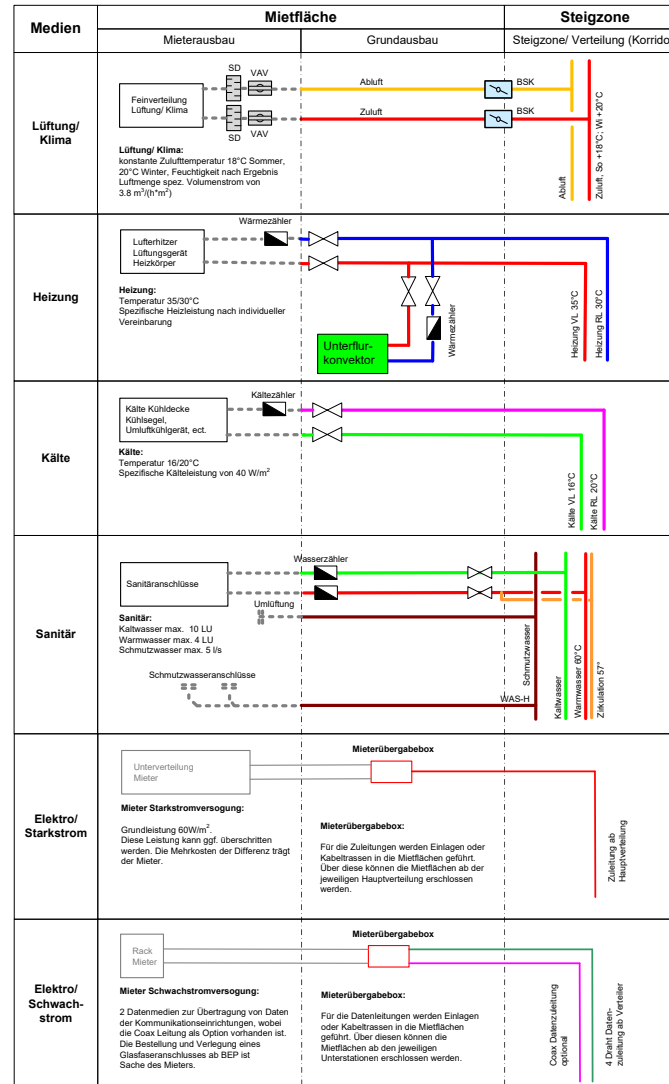 Medien
Mietfläche
Steigzone
Mieterausbau
Grundausbau
Steigzone/ Verteilung (Korrido
Lüftung/
Klima
Feinverteilung
Lüftung/ Klima
SD
VAV
SD
VAV
Abluft
BSK
Zuluft
BSK
Abluft
Zuluft, So +18°C; Wi +20°C
Lüftung/ Klima:
konstante Zulufttemperatur 18°C Sommer,
20°C Winter, Feuchtigkeit nach Ergebnis
Luftmenge spez. Volumenstrom von
3.8 m³/(h*m²)
Heizung
Lufterhitzer
Lüftungsgerät
Heizkörper
Wärmezähler
Heizung:
Temperatur 35/30°C
Spezifische Heizleistung nach individueller
Vereinbarung
Unterflur-
konvektor
Wärmezähler
Heizung VL 35°C
Heizung RL 30°C
Kälte
Kälte Kühldecke
Kühlsegel,
Umluftkühlgerät, ect.
Kältezähler
Kälte:
Temperatur 16/20°C
Spezifische Kälteleistung von 40 W/m²
Kälte VL 16°C
Kälte RL 20°C
Sanitär
Sanitäranschlüsse
Wasserzähler
Umlüftung
Sanitär:
Kaltwasser max. 10 LU
Warmwasser max. 4 LU
Schmutzwasser max. 5 l/s
Schmutzwasseranschlüsse
WAS-H
Schmutzwasser
Kaltwasser
Warmwasser 60°C
Zirkulation 57°
Elektro/
Starkstrom
Unterverteilung
Mieter
Mieterübergabebox
Mieter Starkstromversogung:
Grundleistung 60W/m².
Diese Leistung kann ggf. überschritten
werden. Die Mehrkosten der Differenz trägt
der Mieter.
Mieterübergabebox:
Für die Zuleitungen werden Einlagen oder
Kabeltrassen in die Mietflächen geführt.
Über diese können die Mietflächen ab der
jeweiligen Hauptverteilung erschlossen
werden.
Zuleitung ab
Hauptverteilung
Elektro/
Schwach-
strom
Rack
Mieter
Mieterübergabebox
Mieter Schwachstromversogung:
2 Datenmedien zur Übertragung von Daten
der Kommunikationseinrichtungen, wobei
die Coax Leitung als Option vorhanden ist.
Die Bestellung und Verlegung eines
Glasfaseranschlusses ab BEP ist
Sache des Mieters.
Mieterübergabebox:
Für die Datenleitungen werden Einlagen
oder Kabeltrassen in die Mietflächen
geführt. Über diesen können die
Mietflächen ab den jeweiligen
Unterstationen erschlossen werden.
Coax Datenzuleitung
optional
4 Draht Daten-
zuleitung ab Verteiler